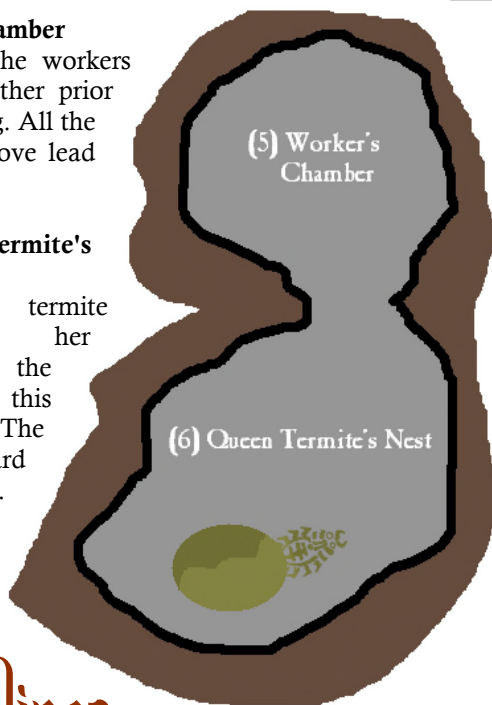 amber
he workers
ther prior
g. All the
ove lead
ermite's
termite
her
the
this
The
ard
.
(5) Worker's
Chamber
(6) Queen Termite's Nest